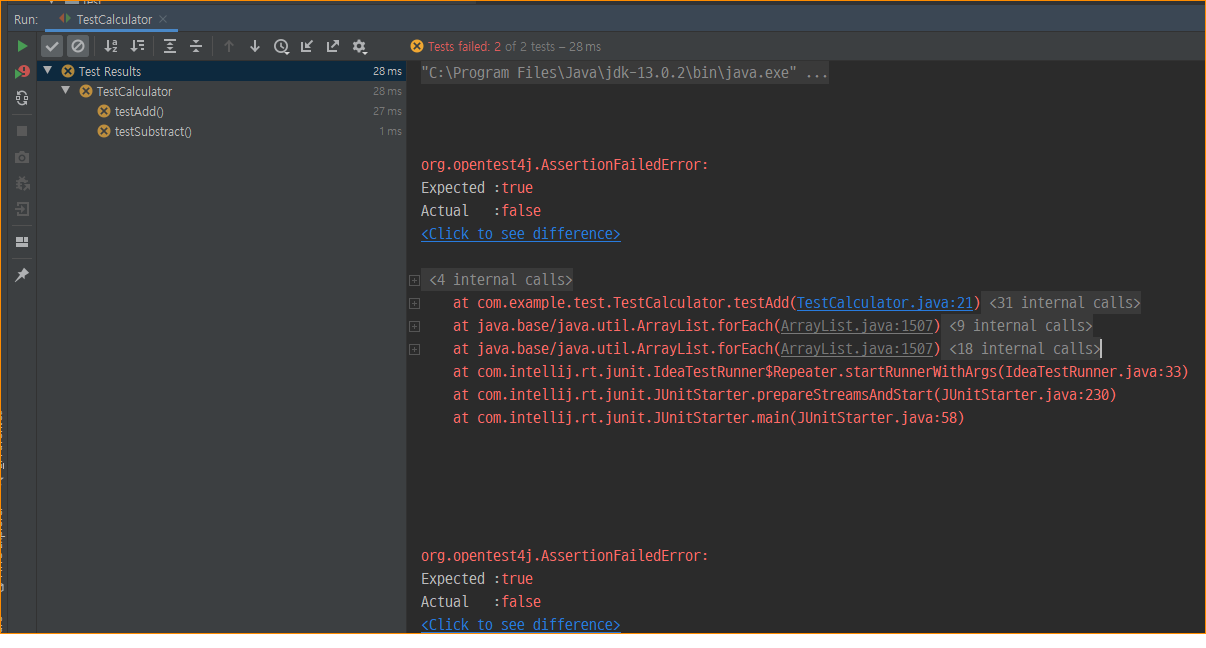 Run: TestCalculator
Tests failed: 2 of 2 tests – 28 ms
Test Results 28 ms
TestCalculator 28 ms
testAdd() 27 ms
testSubstract() 1 ms
"C:\Program Files\Java\jdk-13.0.2\bin\java.exe" ...
org.opentest4j.AssertionFailedError:
Expected :true
Actual   :false
<Click to see difference>
<4 internal calls>
at com.example.test.TestCalculator.testAdd(TestCalculator.java:21) <31 internal calls>
at java.base/java.util.ArrayList.forEach(ArrayList.java:1507) <9 internal calls>
at java.base/java.util.ArrayList.forEach(ArrayList.java:1507) <18 internal calls>
at com.intellij.rt.junit.IdeaTestRunner$Repeater.startRunnerWithArgs(IdeaTestRunner.java:33)
at com.intellij.rt.junit.JUnitStarter.prepareStreamsAndStart(JUnitStarter.java:230)
at com.intellij.rt.junit.JUnitStarter.main(JUnitStarter.java:58)
org.opentest4j.AssertionFailedError:
Expected :true
Actual   :false
<Click to see difference>